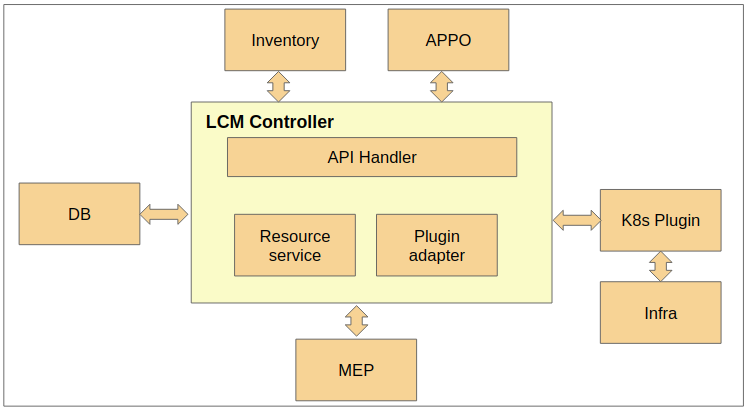 Inventory
APPO
LCM Controller
API Handler
DB
Resource
service
Plugin
adapter
K8s Plugin
Infra
MEP